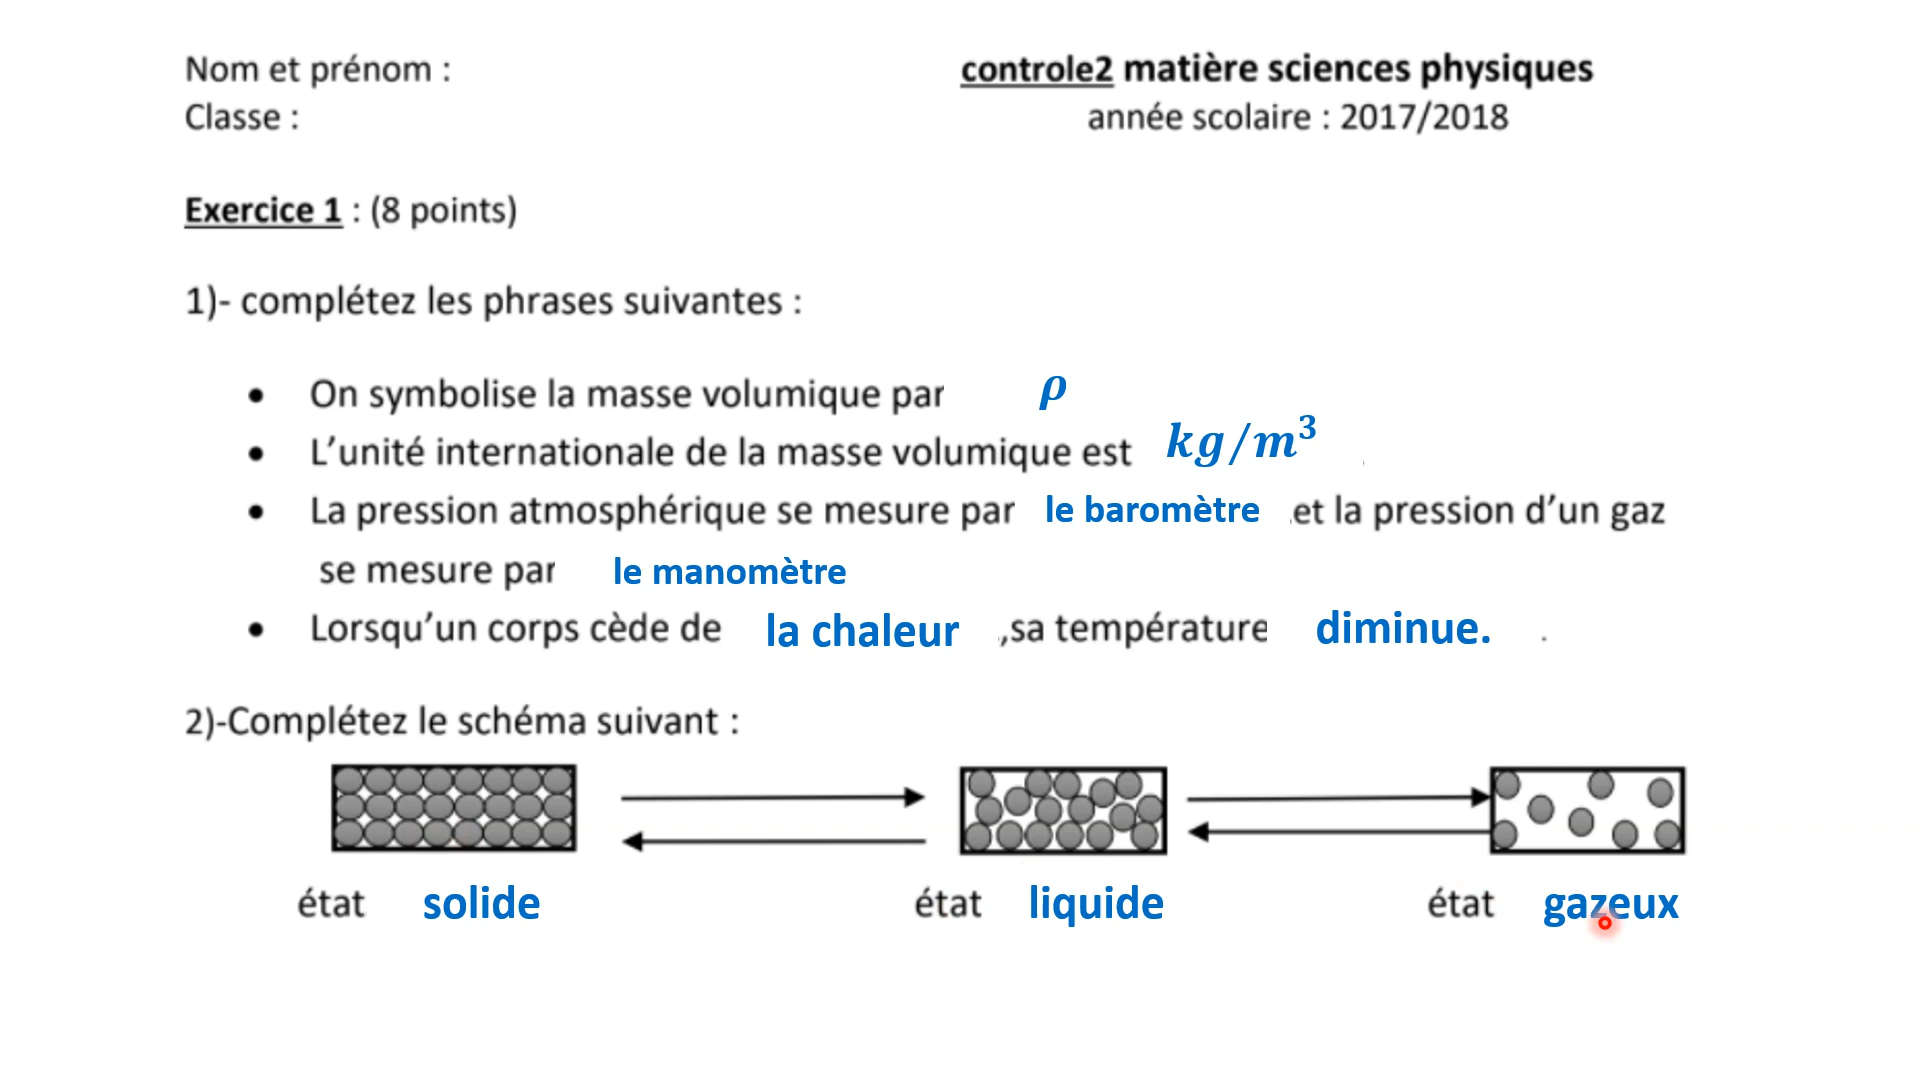 Nom et prénom :
controle2 matière sciences physiques
Classe :
année scolaire : 2017/2018
Exercice 1 : (8 points)
1)- complétez les phrases suivantes :
• On symbolise la masse volumique par ρ
• L’unité internationale de la masse volumique est kg/m³ .
• La pression atmosphérique se mesure par le baromètre .et la pression d’un gaz
se mesure par le manomètre
• Lorsqu’un corps cède de la chaleur .,sa température diminue. .
2)-Complétez le schéma suivant :
état solide
état liquide
état gazeux